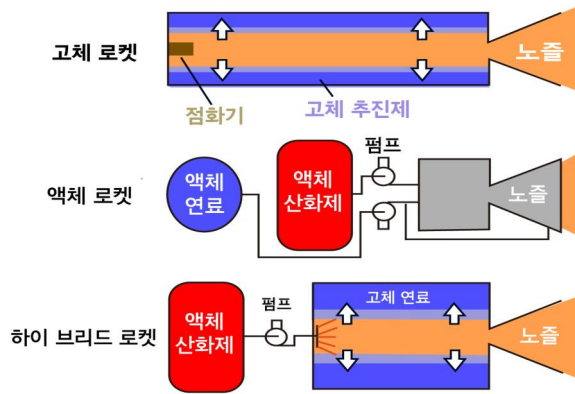 고체 로켓
노즐
점화기
고체 추진제
펌프
액체 로켓
액체
연료
액체
산화제
노즐
하이 브리드 로켓
액체
산화제
펌프
고체 연료
노즐